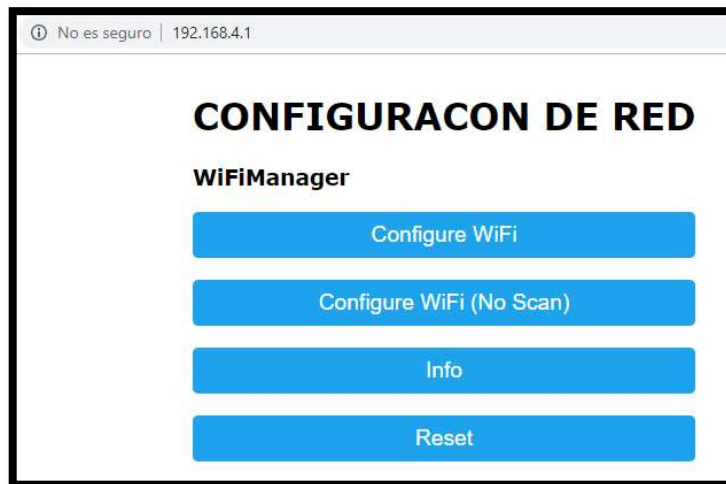 No es seguro | 192.168.4.1
CONFIGURACON DE RED
WiFiManager
Configure WiFi
Configure WiFi (No Scan)
Info
Reset